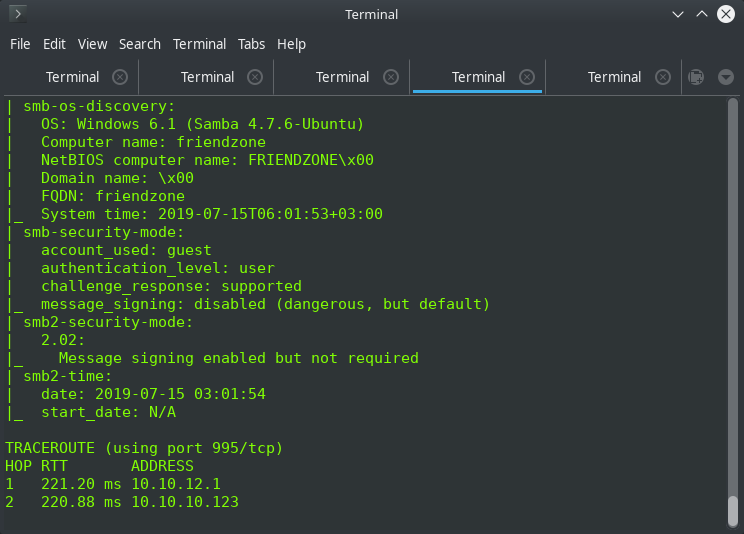 Terminal
File Edit View Search Terminal Tabs Help
Terminal Terminal Terminal Terminal Terminal
| smb-os-discovery:
|   OS: Windows 6.1 (Samba 4.7.6-Ubuntu)
|   Computer name: friendzone
|   NetBIOS computer name: FRIENDZONE\x00
|   Domain name: \x00
|   FQDN: friendzone
|_  System time: 2019-07-15T06:01:53+03:00
| smb-security-mode:
|   account_used: guest
|   authentication_level: user
|   challenge_response: supported
|_  message_signing: disabled (dangerous, but default)
| smb2-security-mode:
|   2.02:
|_    Message signing enabled but not required
| smb2-time:
|   date: 2019-07-15 03:01:54
|_  start_date: N/A
TRACEROUTE (using port 995/tcp)
HOP RTT       ADDRESS
1   221.20 ms 10.10.12.1
2   220.88 ms 10.10.10.123